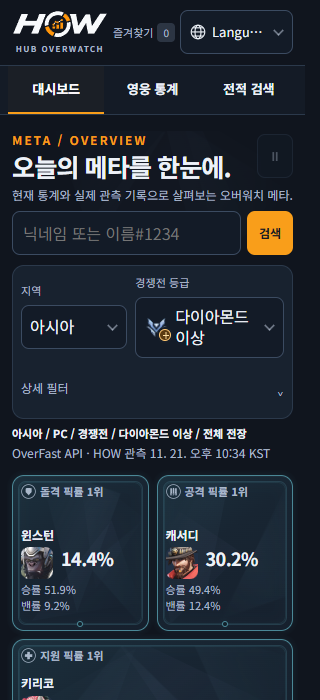 HOW
HUB OVERWATCH
즐겨찾기 0
Langu…
대시보드 영웅 통계 전적 검색
META / OVERVIEW
오늘의 메타를 한눈에.
현재 통계와 실제 관측 기록으로 살펴보는 오버워치 메타.
닉네임 또는 이름#1234 검색
지역
아시아
경쟁전 등급
다이아몬드
이상
상세 필터
아시아 / PC / 경쟁전 / 다이아몬드 이상 / 전체 전장
OverFast API · HOW 관측 11. 21. 오후 10:34 KST
돌격 픽률 1위
윈스턴
14.4%
승률 51.9%
밴률 9.2%
공격 픽률 1위
캐서디
30.2%
승률 49.4%
밴률 12.4%
지원 픽률 1위
키리코